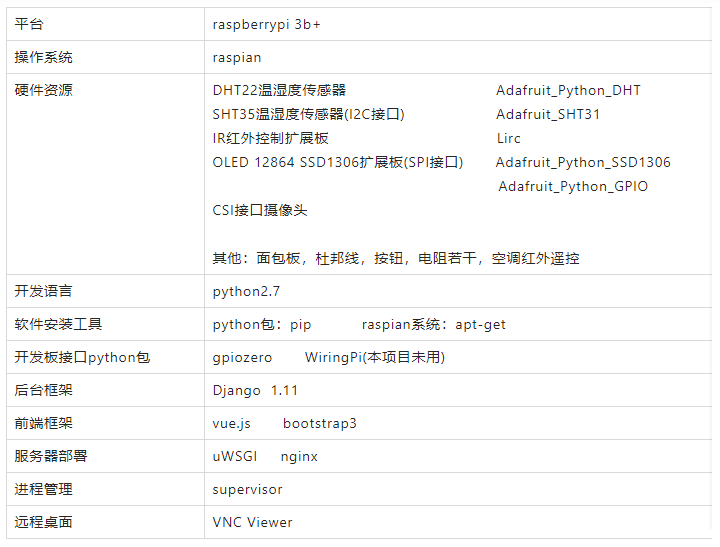 平台 raspberrypi 3b+
操作系统 raspian
硬件资源 DHT22温湿度传感器 Adafruit_Python_DHT
SHT35温湿度传感器(I2C接口) Adafruit_SHT31
IR红外控制扩展板 Lirc
OLED 12864 SSD1306扩展板(SPI接口) Adafruit_Python_SSD1306
Adafruit_Python_GPIO
CSI接口摄像头
其他：面包板，杜邦线，按钮，电阻若干，空调红外遥控
开发语言 python2.7
软件安装工具 python包：pip raspian系统：apt-get
开发板接口python包 gpiozero WiringPi(本项目未用)
后台框架 Django 1.11
前端框架 vue.js bootstrap3
服务器部署 uWSGI nginx
进程管理 supervisor
远程桌面 VNC Viewer